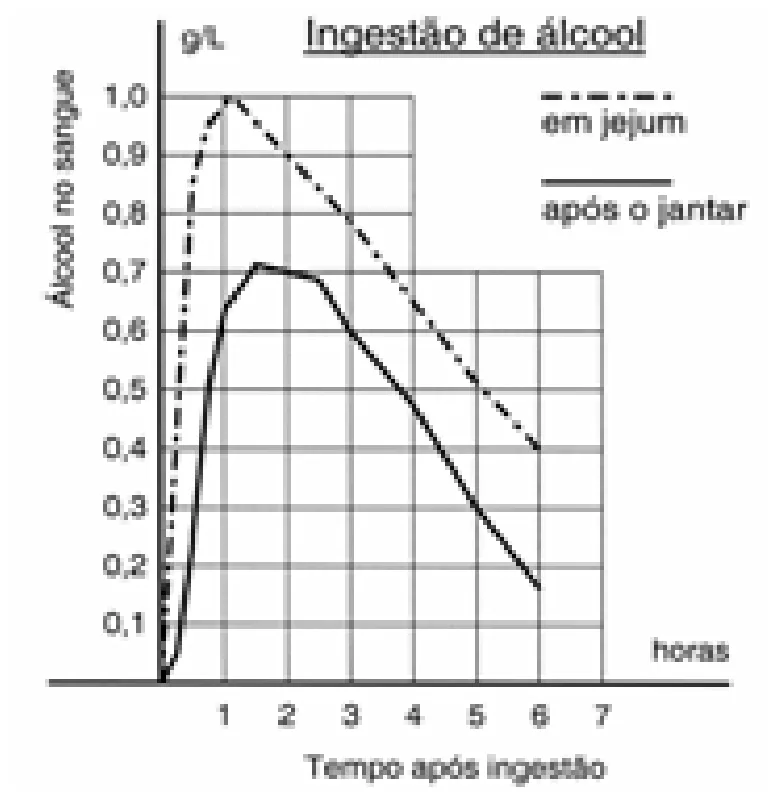 Ingestão de álcool
g/L
Álcool no sangue
1,0
0,9
0,8
0,7
0,6
0,5
0,4
0,3
0,2
0,1
em jejum
após o jantar
horas
1 2 3 4 5 6 7
Tempo após ingestão